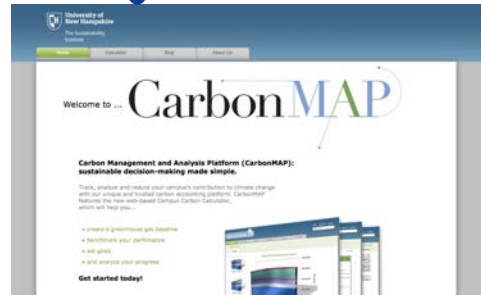 University of
New Hampshire
The Sustainability
Institute
Home Calculator Blog About Us
Welcome to ... CarbonMAP
Carbon Management and Analysis Platform (CarbonMAP):
sustainable decision-making made simple.
Track, analyze and reduce your campus's contribution to climate change
with our unique and trusted carbon accounting platform. CarbonMAP
features the new web-based Campus Carbon Calculator,
which will help you...
• create a greenhouse gas baseline
• benchmark your performance
• set goals
• and analyze your progress.
Get started today!